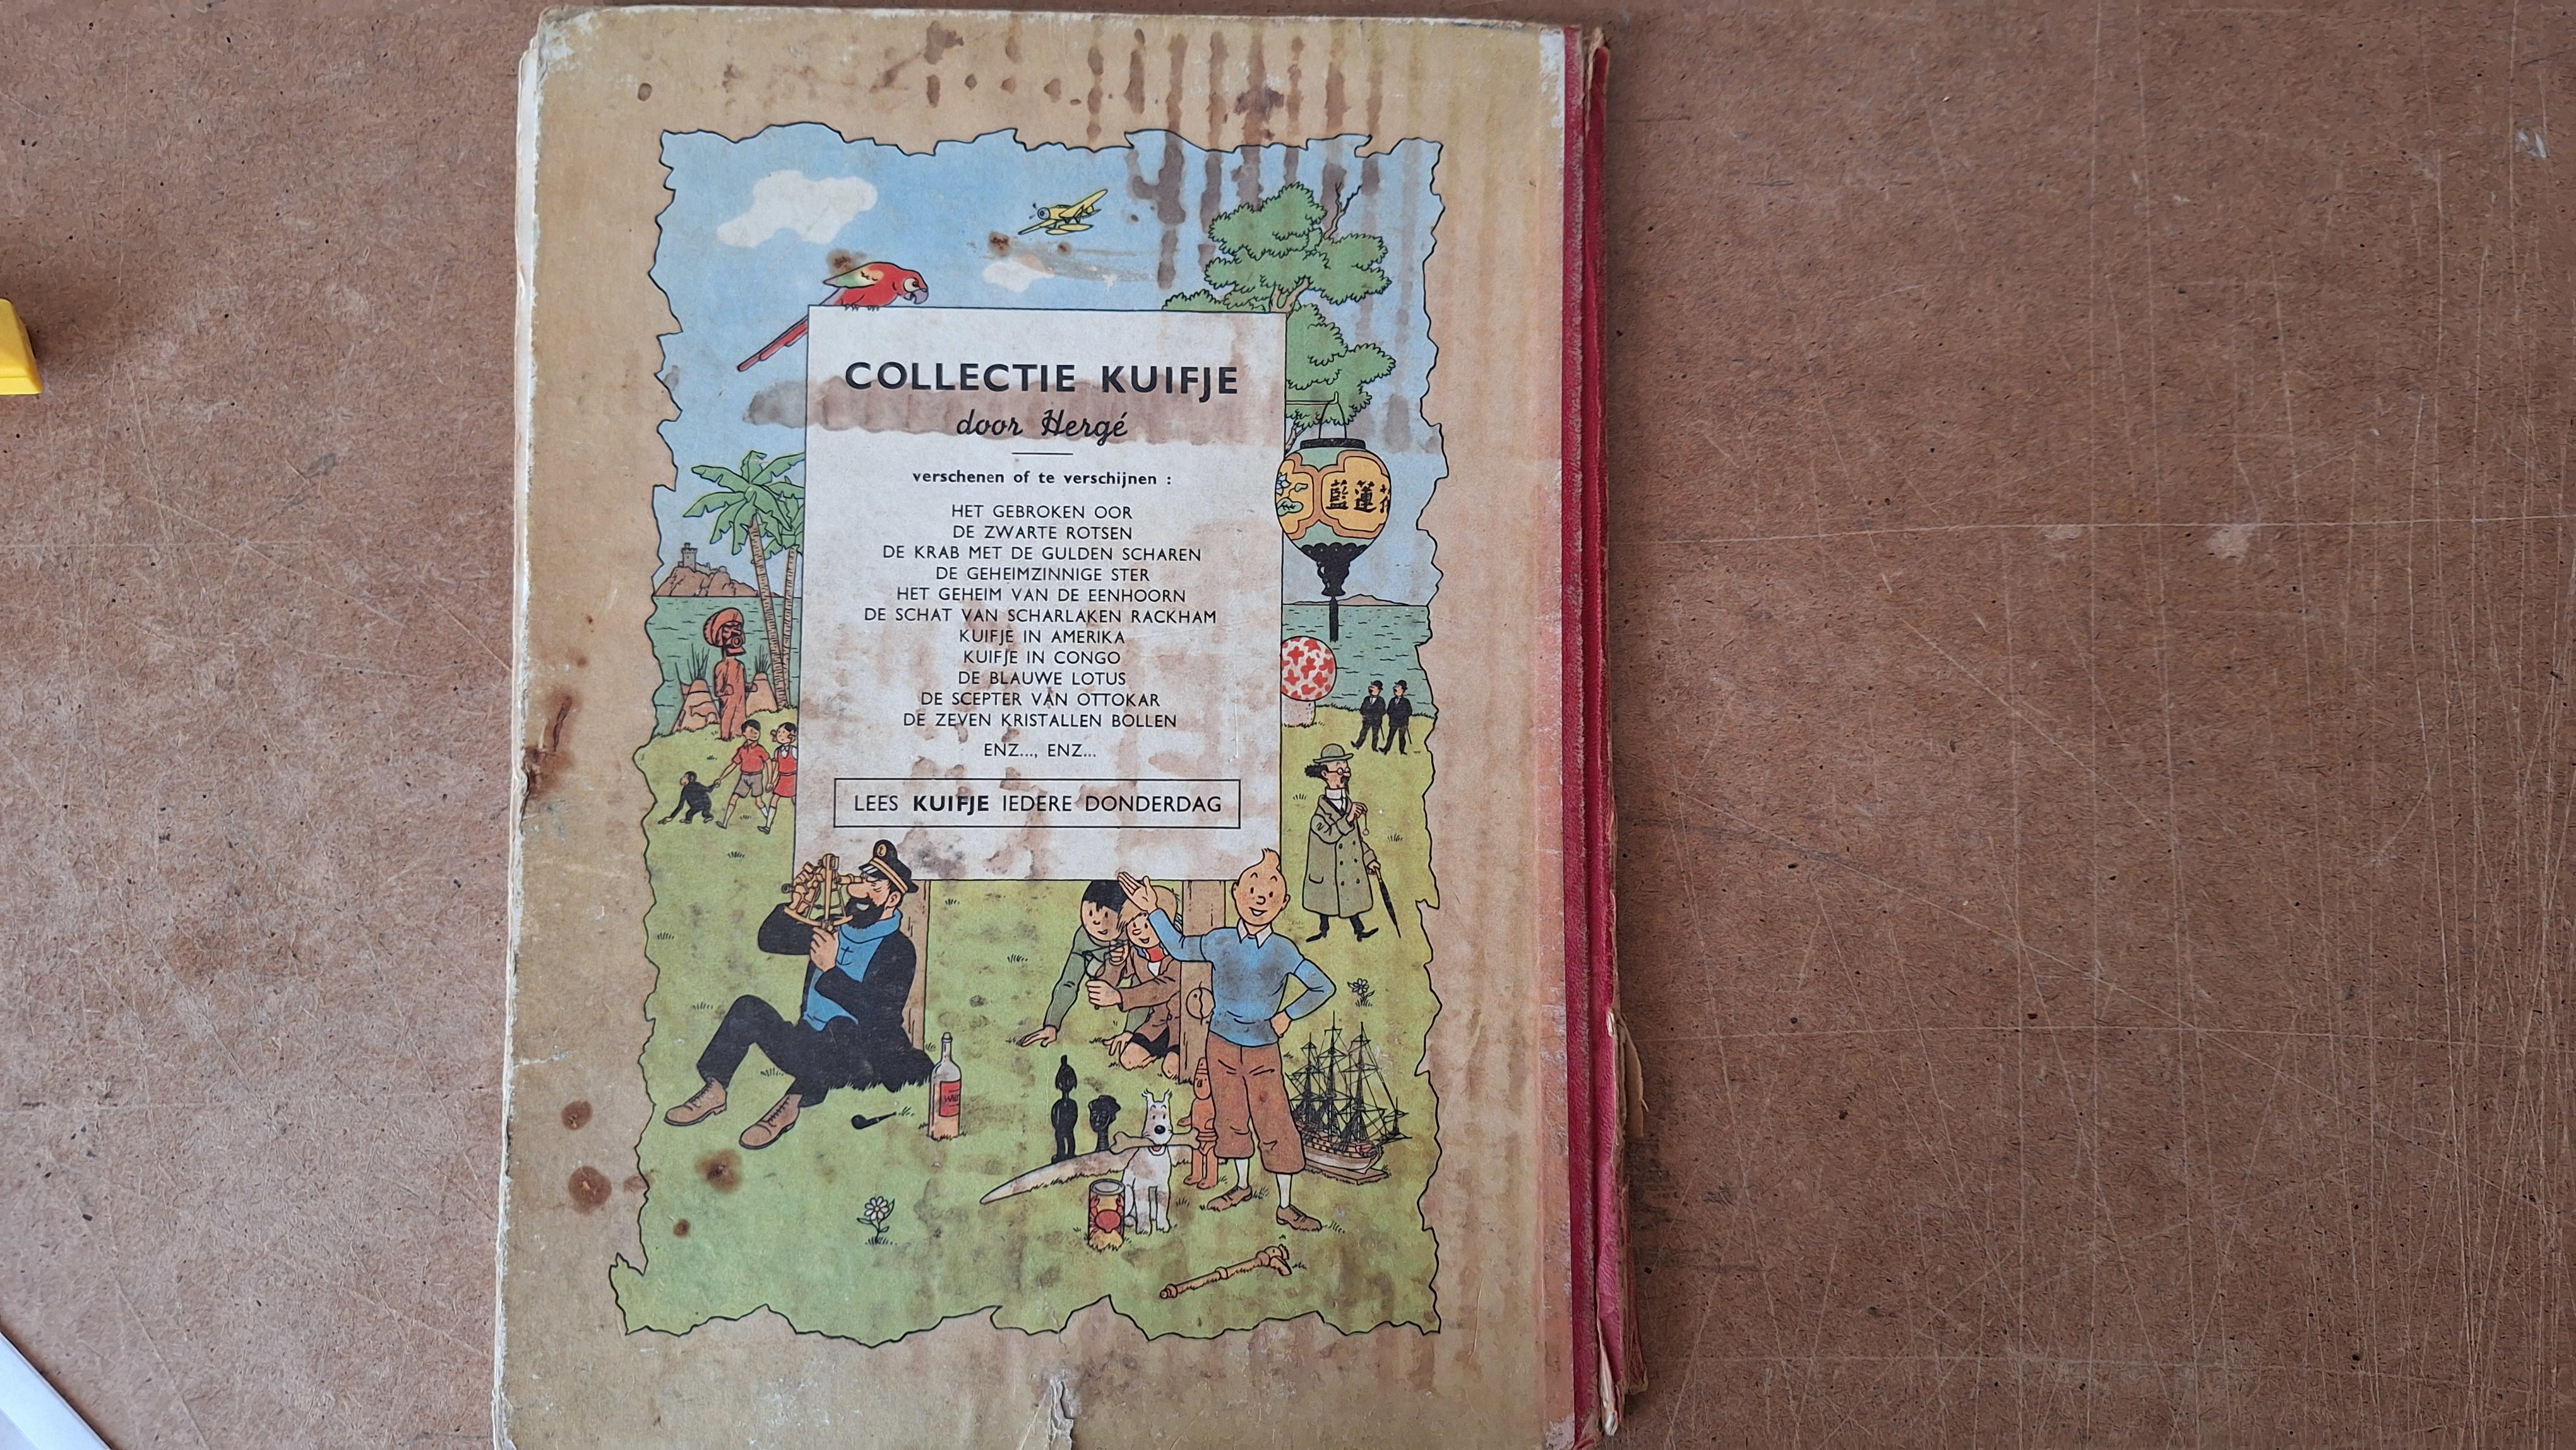 COLLECTIE KUIFJE
door Hergé
verschenen of te verschijnen :
HET GEBROKEN OOR
DE ZWARTE ROTSEN
DE KRAB MET DE GULDEN SCHAREN
DE GEHEIMZINNIGE STER
HET GEHEIM VAN DE EENHOORN
DE SCHAT VAN SCHARLAKEN RACKHAM
KUIFJE IN AMERIKA
KUIFJE IN CONGO
DE BLAUWE LOTUS
DE SCEPTER VAN OTTOKAR
DE ZEVEN KRISTALLEN BOLLEN
ENZ..., ENZ...
LEES KUIFJE IEDERE DONDERDAG
藍蓮